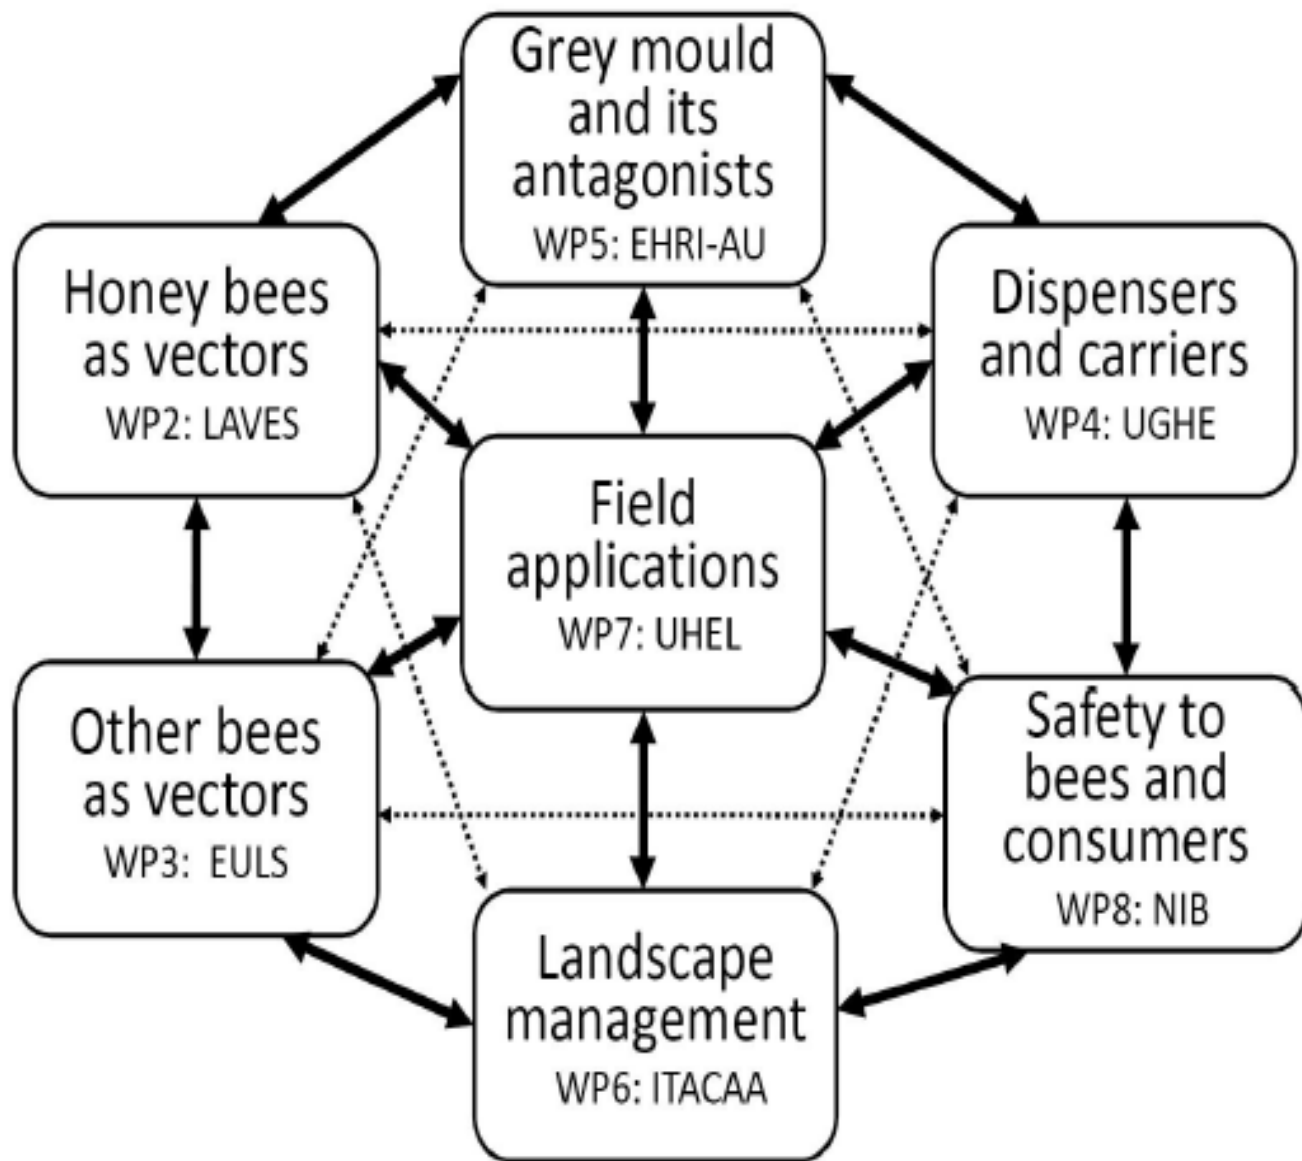 Grey mould
and its
antagonists
WP5: EHRI-AU
Honey bees
as vectors
WP2: LAVES
Dispensers
and carriers
WP4: UGHE
Field
applications
WP7: UHEL
Other bees
as vectors
WP3: EULS
Safety to
bees and
consumers
WP8: NIB
Landscape
management
WP6: ITACAA